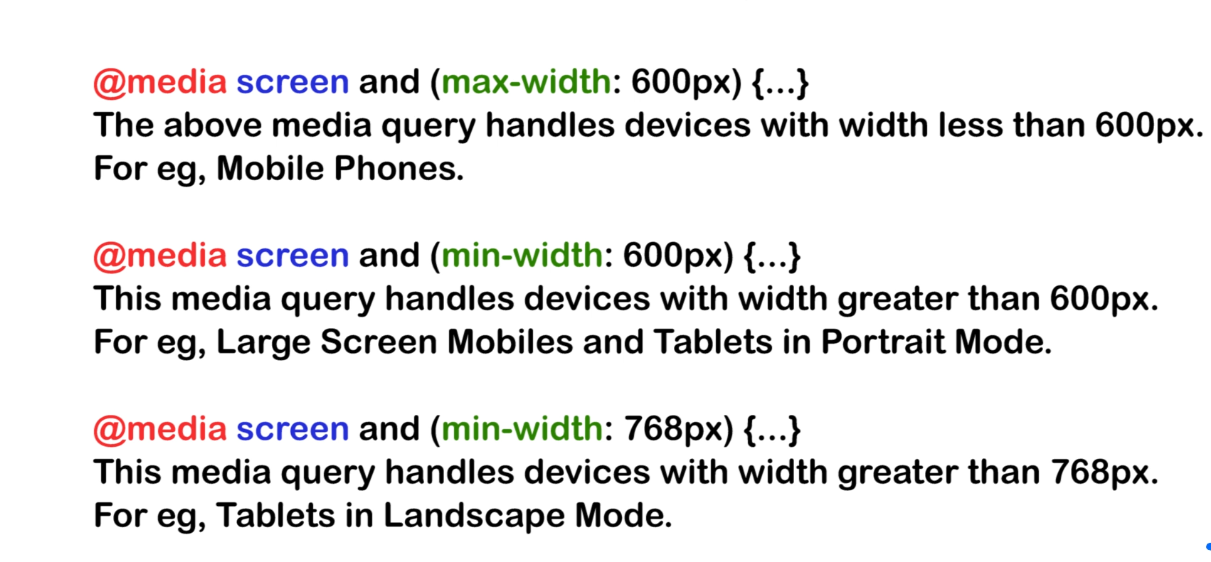 @media screen and (max-width: 600px) {...}
The above media query handles devices with width less than 600px.
For eg, Mobile Phones.
@media screen and (min-width: 600px) {...}
This media query handles devices with width greater than 600px.
For eg, Large Screen Mobiles and Tablets in Portrait Mode.
@media screen and (min-width: 768px) {...}
This media query handles devices with width greater than 768px.
For eg, Tablets in Landscape Mode.